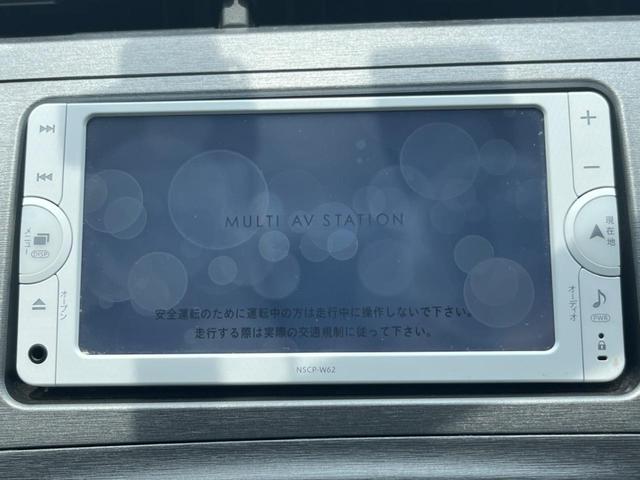 MULTI AV STATION
安全運転のために運転中の方は走行中に操作しないで下さい。
走行する際は実際の交通規制に従って下さい。
メニュー
DISP
オープン
現在地
オーディオ
PWR
NSCP-W62